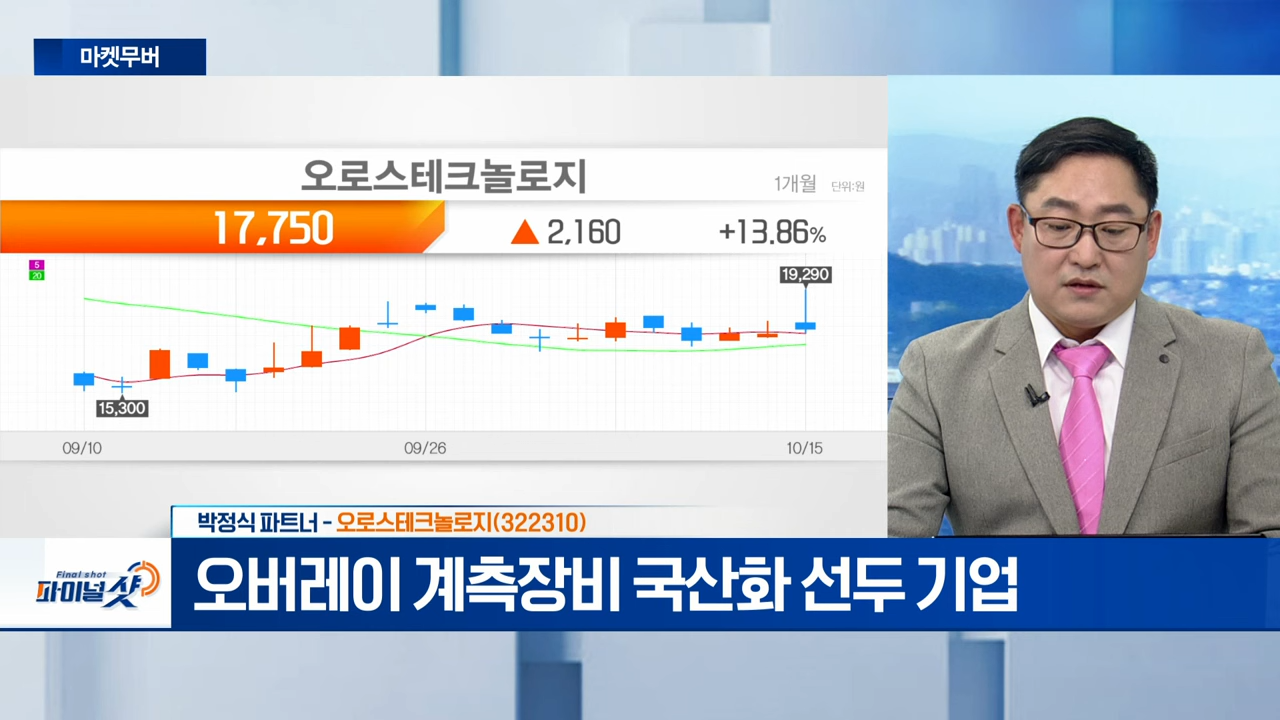 마켓무버
오로스테크놀로지
1개월 단위:원
17,750 ▲ 2,160 +13.86%
5
20
19,290
15,300
09/10 09/26 10/15
박정식 파트너 - 오로스테크놀로지(322310)
Final shot
파이널샷
오버레이 계측장비 국산화 선두 기업